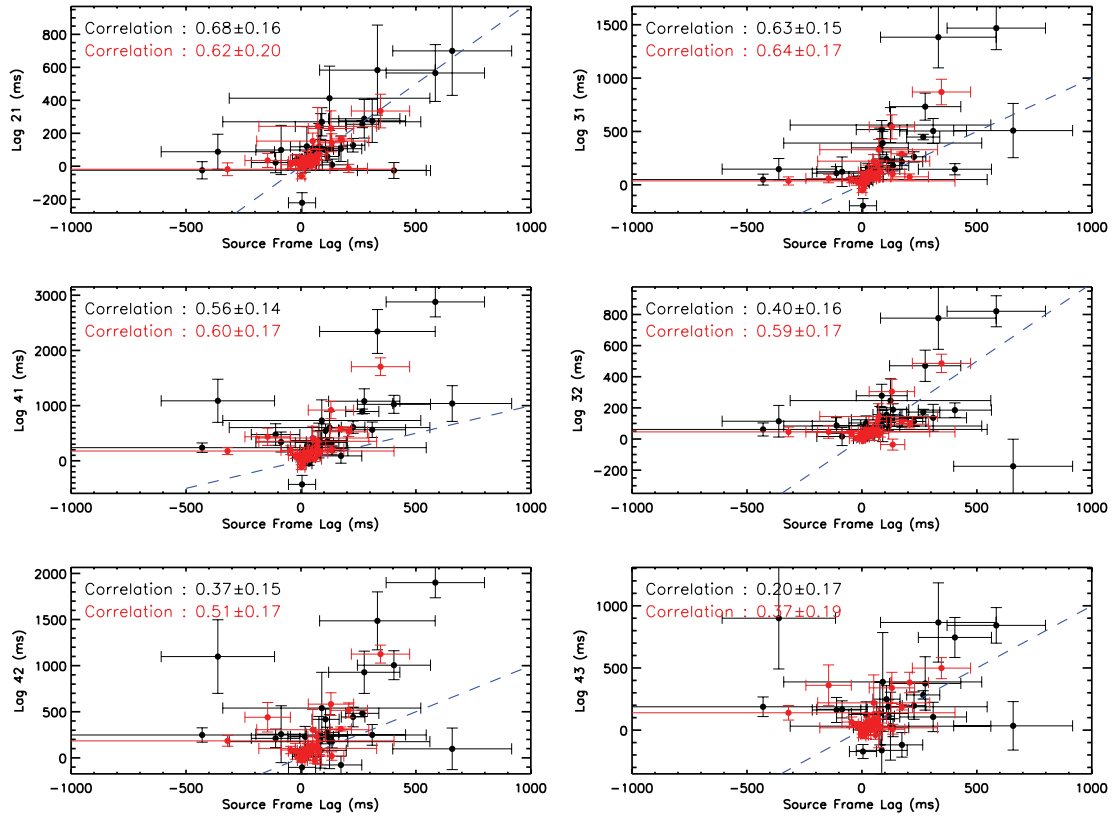 Correlation : 0.68±0.16
Correlation : 0.62±0.20
Lag 21 (ms)
800
600
400
200
0
-200
-1000 -500 0 500 1000
Source Frame Lag (ms)
Correlation : 0.63±0.15
Correlation : 0.64±0.17
Lag 31 (ms)
1500
1000
500
0
-1000 -500 0 500 1000
Source Frame Lag (ms)
Correlation : 0.56±0.14
Correlation : 0.60±0.17
Lag 41 (ms)
3000
2000
1000
0
-1000 -500 0 500 1000
Source Frame Lag (ms)
Correlation : 0.40±0.16
Correlation : 0.59±0.17
Lag 32 (ms)
800
600
400
200
0
-200
-1000 -500 0 500 1000
Source Frame Lag (ms)
Correlation : 0.37±0.15
Correlation : 0.51±0.17
Lag 42 (ms)
2000
1500
1000
500
0
-1000 -500 0 500 1000
Source Frame Lag (ms)
Correlation : 0.20±0.17
Correlation : 0.37±0.19
Lag 43 (ms)
1000
500
0
-1000 -500 0 500 1000
Source Frame Lag (ms)